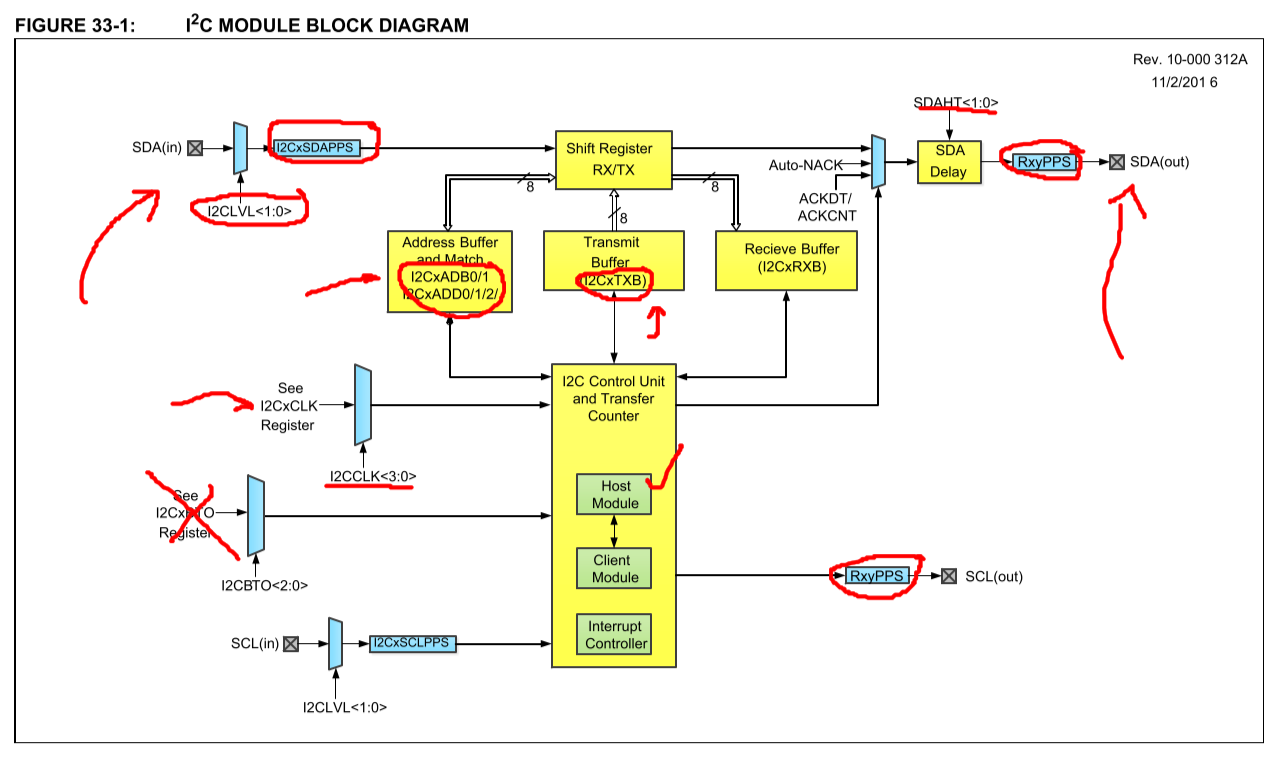 FIGURE 33-1: I2C MODULE BLOCK DIAGRAM
Rev. 10-000 312A
11/2/201 6
SDAHT<1:0>
SDA(in)
I2CxSDAPPS
I2CLVL<1:0>
Shift Register
RX/TX
8
8
8
Auto-NACK
ACKDT/
ACKCNT
SDA
Delay
RxyPPS
SDA(out)
Address Buffer
and Match
I2CxADB0/1
I2CxADD0/1/2/
Transmit
Buffer
(I2CxTXB)
Recieve Buffer
(I2CxRXB)
See
I2CxCLK
Register
I2CCLK<3:0>
I2C Control Unit
and Transfer
Counter
Host
Module
Client
Module
Interrupt
Controller
See
I2CxBTO
Register
I2CBTO<2:0>
RxyPPS
SCL(out)
SCL(in)
I2CxSCLPPS
I2CLVL<1:0>